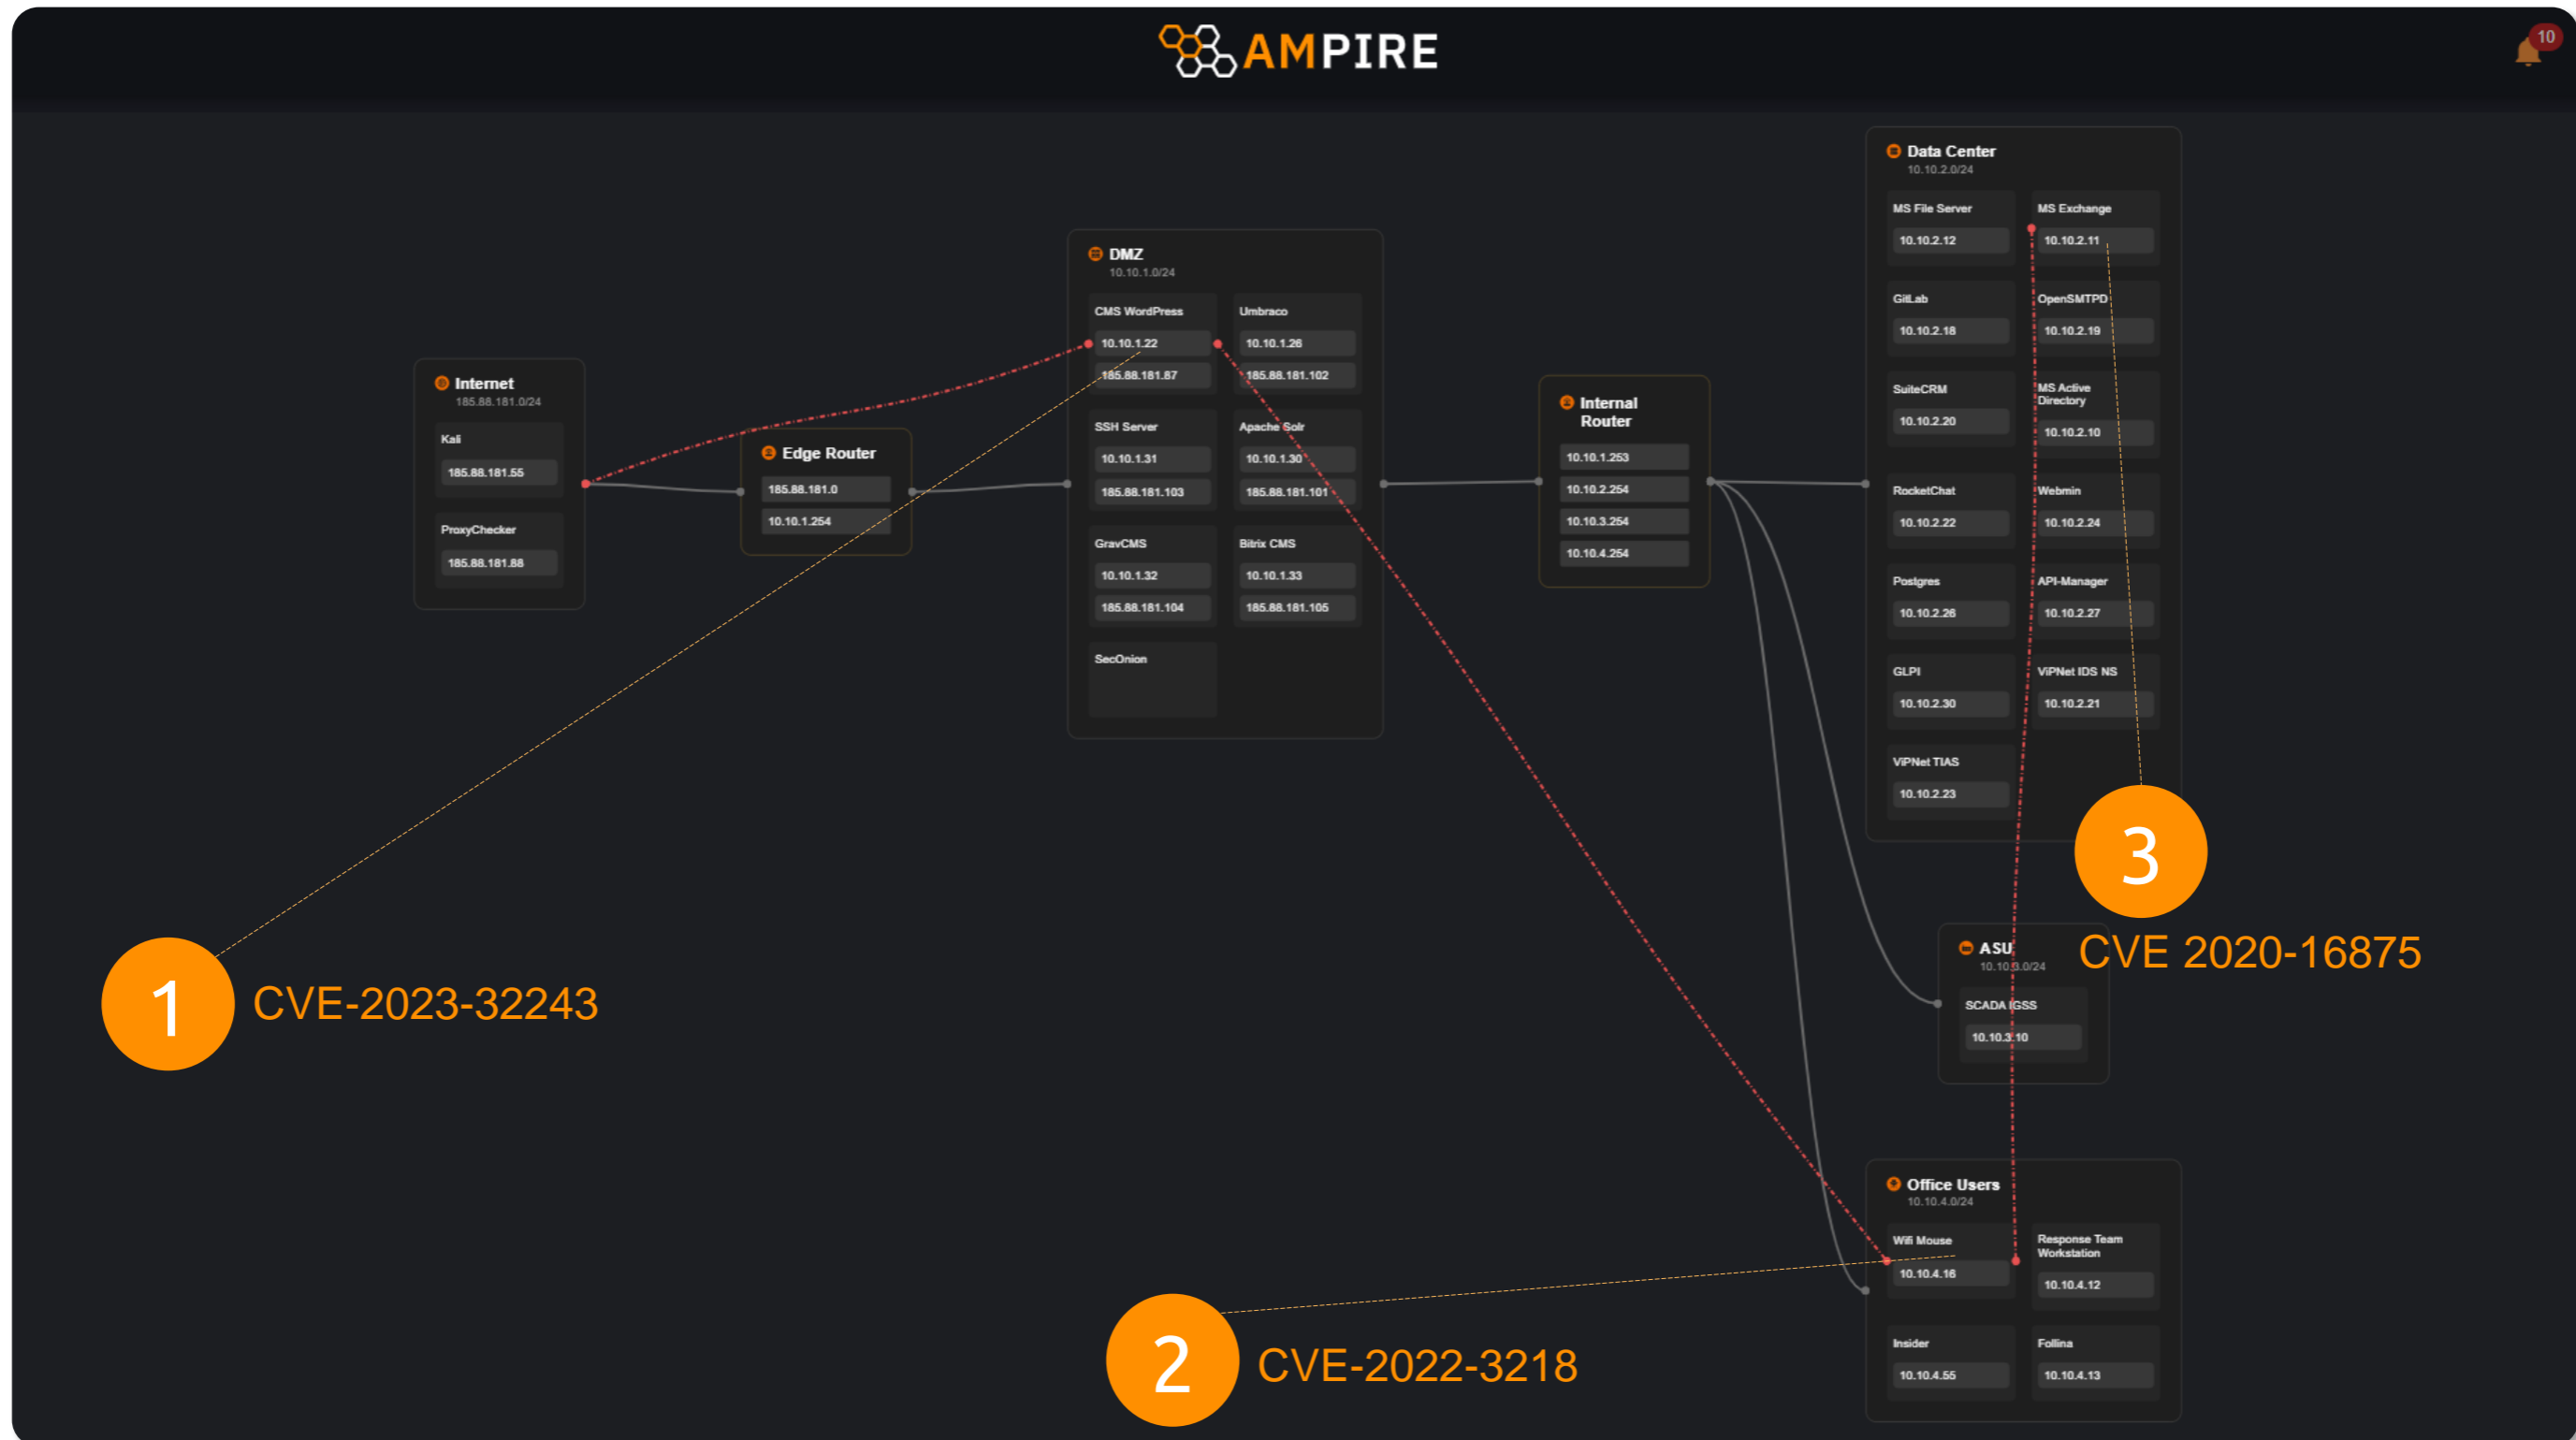 AMPIRE
10
Internet
185.88.181.0/24
Kali
185.88.181.55
ProxyChecker
185.88.181.88
Edge Router
185.88.181.0
10.10.1.254
DMZ
10.10.1.0/24
CMS WordPress
10.10.1.22
185.88.181.87
Umbraco
10.10.1.26
185.88.181.102
SSH Server
10.10.1.31
185.88.181.103
Apache Solr
10.10.1.30
185.88.181.101
GravCMS
10.10.1.32
185.88.181.104
Bitrix CMS
10.10.1.33
185.88.181.105
SecOnion
Internal
Router
10.10.1.253
10.10.2.254
10.10.3.254
10.10.4.254
Data Center
10.10.2.0/24
MS File Server
10.10.2.12
MS Exchange
10.10.2.11
GitLab
10.10.2.18
OpenSMTPD
10.10.2.19
SuiteCRM
10.10.2.20
MS Active
Directory
10.10.2.10
RocketChat
10.10.2.22
Webmin
10.10.2.24
Postgres
10.10.2.26
API-Manager
10.10.2.27
GLPI
10.10.2.30
ViPNet IDS NS
10.10.2.21
ViPNet TIAS
10.10.2.23
3
CVE 2020-16875
ASU
10.10.3.0/24
SCADA IGSS
10.10.3.10
1
CVE-2023-32243
Office Users
10.10.4.0/24
Wifi Mouse
10.10.4.16
Response Team
Workstation
10.10.4.12
Insider
10.10.4.55
Follina
10.10.4.13
2
CVE-2022-3218